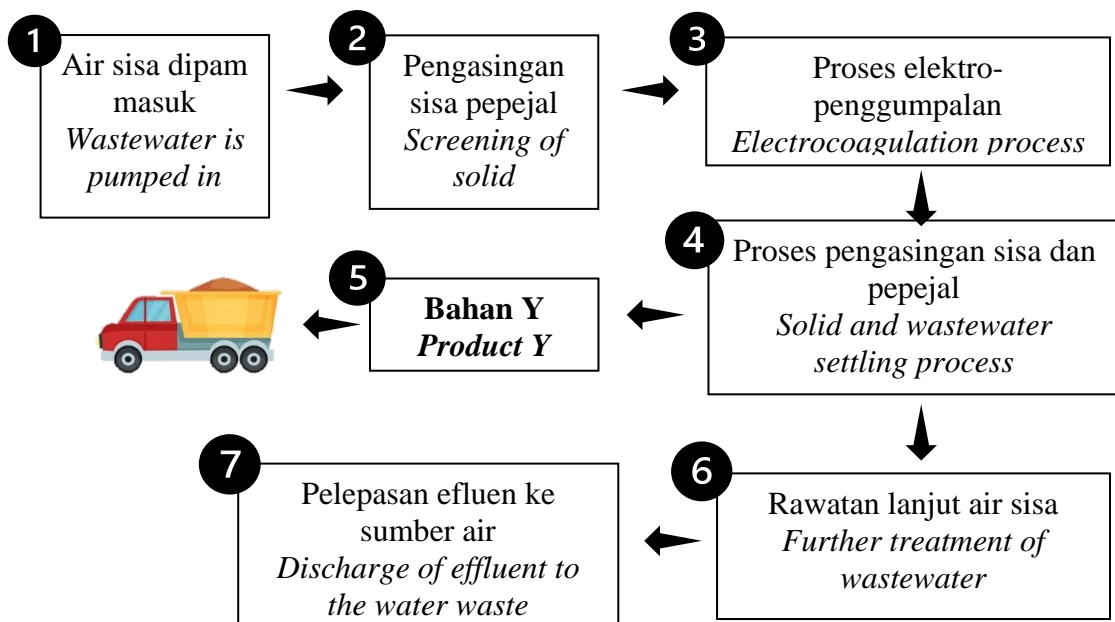 1
Air sisa dipam
masuk
Wastewater is
pumped in
2
Pengasingan
sisa pepejal
Screening of
solid
3
Proses elektro-
penggumpalan
Electrocoagulation process
4
Proses pengasingan sisa dan
pepejal
Solid and wastewater
settling process
5
Bahan Y
Product Y
6
Rawatan lanjut air sisa
Further treatment of
wastewater
7
Pelepasan efluen ke
sumber air
Discharge of effluent to
the water waste